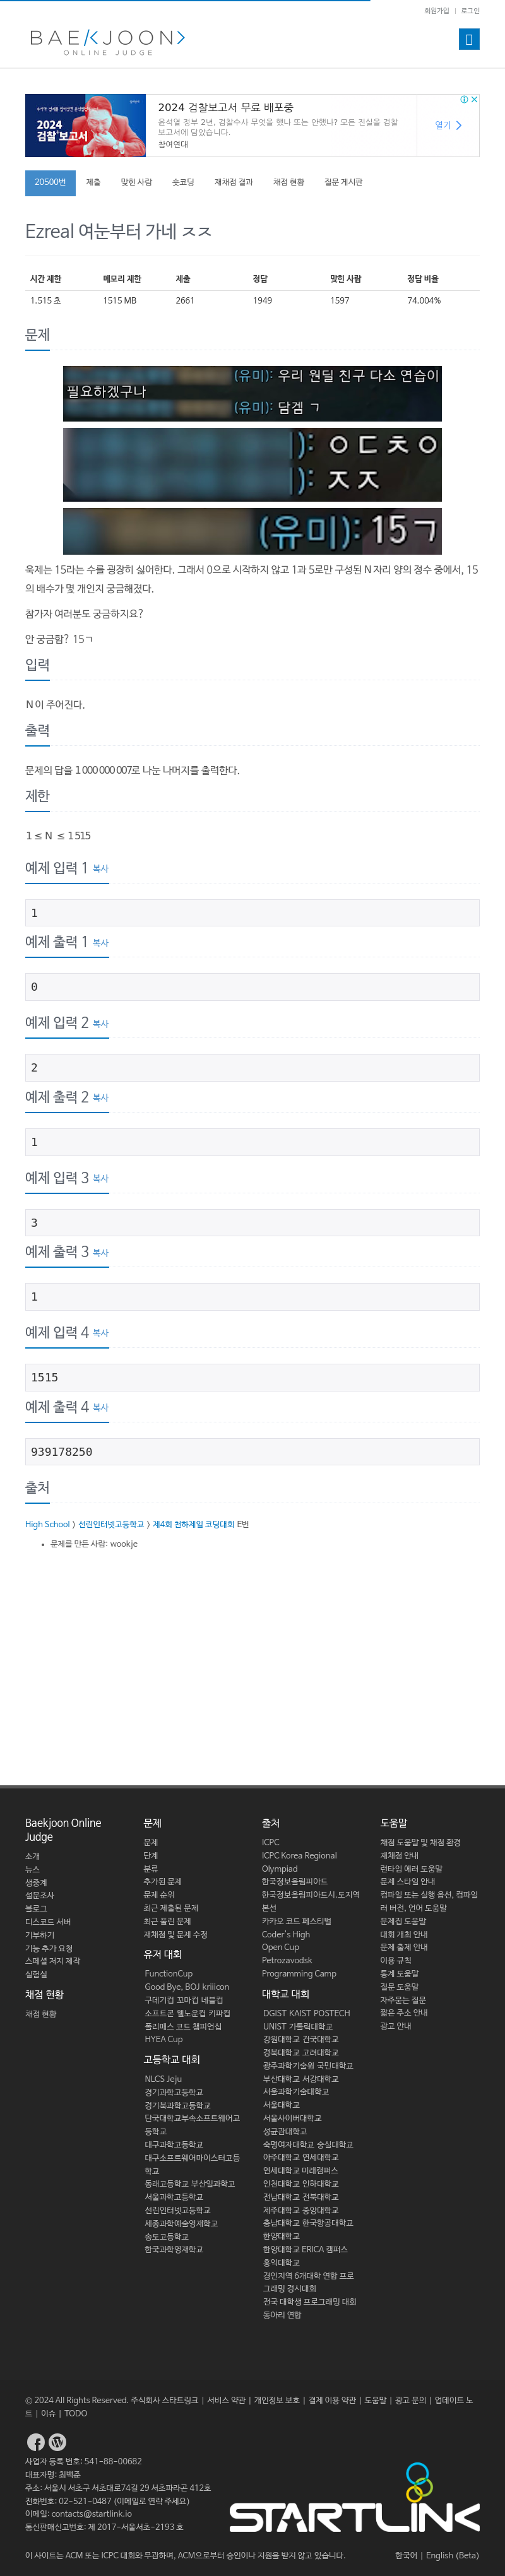 회원가입 | 로그인
BAEKJOON>
ONLINE JUDGE
2024 검찰보고서
2024 검찰보고서 무료 배포중
윤석열 정부 2년, 검찰수사 무엇을 했나 또는 안했나? 모든 진실을 검찰
보고서에 담았습니다.
참여연대
열기
20500번 제출 맞힌 사람 숏코딩 재채점 결과 채점 현황 질문 게시판
Ezreal 여눈부터 가네 ㅈㅈ
시간 제한 메모리 제한 제출 정답 맞힌 사람 정답 비율
1.515 초 1515 MB 2661 1949 1597 74.004%
문제
(유미): 우리 원딜 친구 다소 연습이
필요하겠구나
(유미): 담겜 ㄱ
): ㅇㄷㅊㅇ
): ㅈㅈ
(유미): 15ㄱ
욱제는 15라는 수를 굉장히 싫어한다. 그래서 0으로 시작하지 않고 1과 5로만 구성된 N자리 양의 정수 중에서, 15
의 배수가 몇 개인지 궁금해졌다.
참가자 여러분도 궁금하지요?
안 궁금함? 15ㄱ
입력
N이 주어진다.
출력
문제의 답을 1 000 000 007로 나눈 나머지를 출력한다.
제한
1 ≤ N ≤ 1 515
예제 입력 1 복사
1
예제 출력 1 복사
0
예제 입력 2 복사
2
예제 출력 2 복사
1
예제 입력 3 복사
3
예제 출력 3 복사
1
예제 입력 4 복사
1515
예제 출력 4 복사
939178250
출처
High School > 선린인터넷고등학교 > 제4회 천하제일 코딩대회 E번
• 문제를 만든 사람: wookje
Baekjoon Online
Judge
소개
뉴스
생중계
설문조사
블로그
디스코드 서버
기부하기
기능 추가 요청
스페셜 저지 제작
실험실
채점 현황
채점 현황
문제
문제
단계
분류
추가된 문제
문제 순위
최근 제출된 문제
최근 풀린 문제
재채점 및 문제 수정
유저 대회
FunctionCup
Good Bye, BOJ kriiicon
구데기컵 꼬마컵 네블컵
소프트콘 웰노운컵 키파컵
폴리매스 코드 챔피언십
HYEA Cup
고등학교 대회
NLCS Jeju
경기과학고등학교
경기북과학고등학교
단국대학교부속소프트웨어고
등학교
대구과학고등학교
대구소프트웨어마이스터고등
학교
동래고등학교 부산일과학고
서울과학고등학교
선린인터넷고등학교
세종과학예술영재학교
송도고등학교
한국과학영재학교
출처
ICPC
ICPC Korea Regional
Olympiad
한국정보올림피아드
한국정보올림피아드시.도지역
본선
카카오 코드 페스티벌
Coder's High
Open Cup
Petrozavodsk
Programming Camp
대학교 대회
DGIST KAIST POSTECH
UNIST 가톨릭대학교
강원대학교 건국대학교
경북대학교 고려대학교
광주과학기술원 국민대학교
부산대학교 서강대학교
서울과학기술대학교
서울대학교
서울사이버대학교
성균관대학교
숙명여자대학교 숭실대학교
아주대학교 연세대학교
연세대학교 미래캠퍼스
인천대학교 인하대학교
전남대학교 전북대학교
제주대학교 중앙대학교
충남대학교 한국항공대학교
한양대학교
한양대학교 ERICA 캠퍼스
홍익대학교
경인지역 6개대학 연합 프로
그래밍 경시대회
전국 대학생 프로그래밍 대회
동아리 연합
도움말
채점 도움말 및 채점 환경
재채점 안내
런타임 에러 도움말
문제 스타일 안내
컴파일 또는 실행 옵션, 컴파일
러 버전, 언어 도움말
문제집 도움말
대회 개최 안내
문제 출제 안내
이용 규칙
통계 도움말
질문 도움말
자주묻는 질문
짧은 주소 안내
광고 안내
© 2024 All Rights Reserved. 주식회사 스타트링크 | 서비스 약관 | 개인정보 보호 | 결제 이용 약관 | 도움말 | 광고 문의 | 업데이트 노
트 | 이슈 | TODO
사업자 등록 번호: 541-88-00682
대표자명: 최백준
주소: 서울시 서초구 서초대로74길 29 서초파라곤 412호
전화번호: 02-521-0487 (이메일로 연락 주세요)
이메일: contacts@startlink.io
통신판매신고번호: 제 2017-서울서초-2193 호
STARTLINK
이 사이트는 ACM 또는 ICPC 대회와 무관하며, ACM으로부터 승인이나 지원을 받지 않고 있습니다.
한국어 | English (Beta)